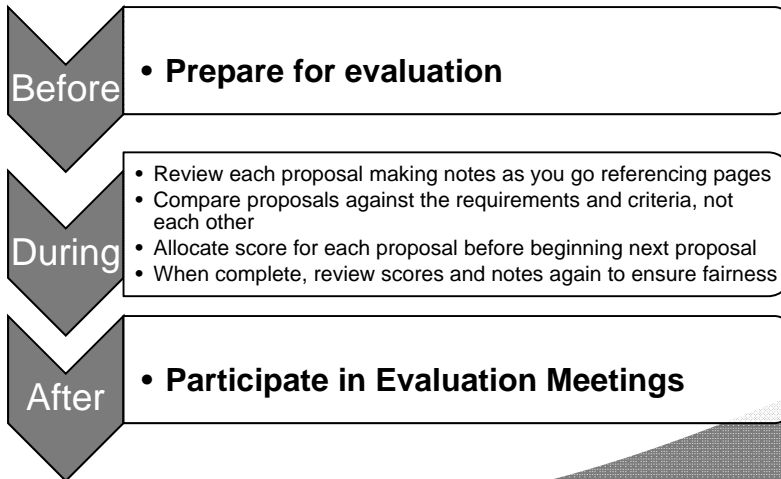 Before
• Prepare for evaluation
During
• Review each proposal making notes as you go referencing pages
• Compare proposals against the requirements and criteria, not
each other
• Allocate score for each proposal before beginning next proposal
• When complete, review scores and notes again to ensure fairness
After
• Participate in Evaluation Meetings